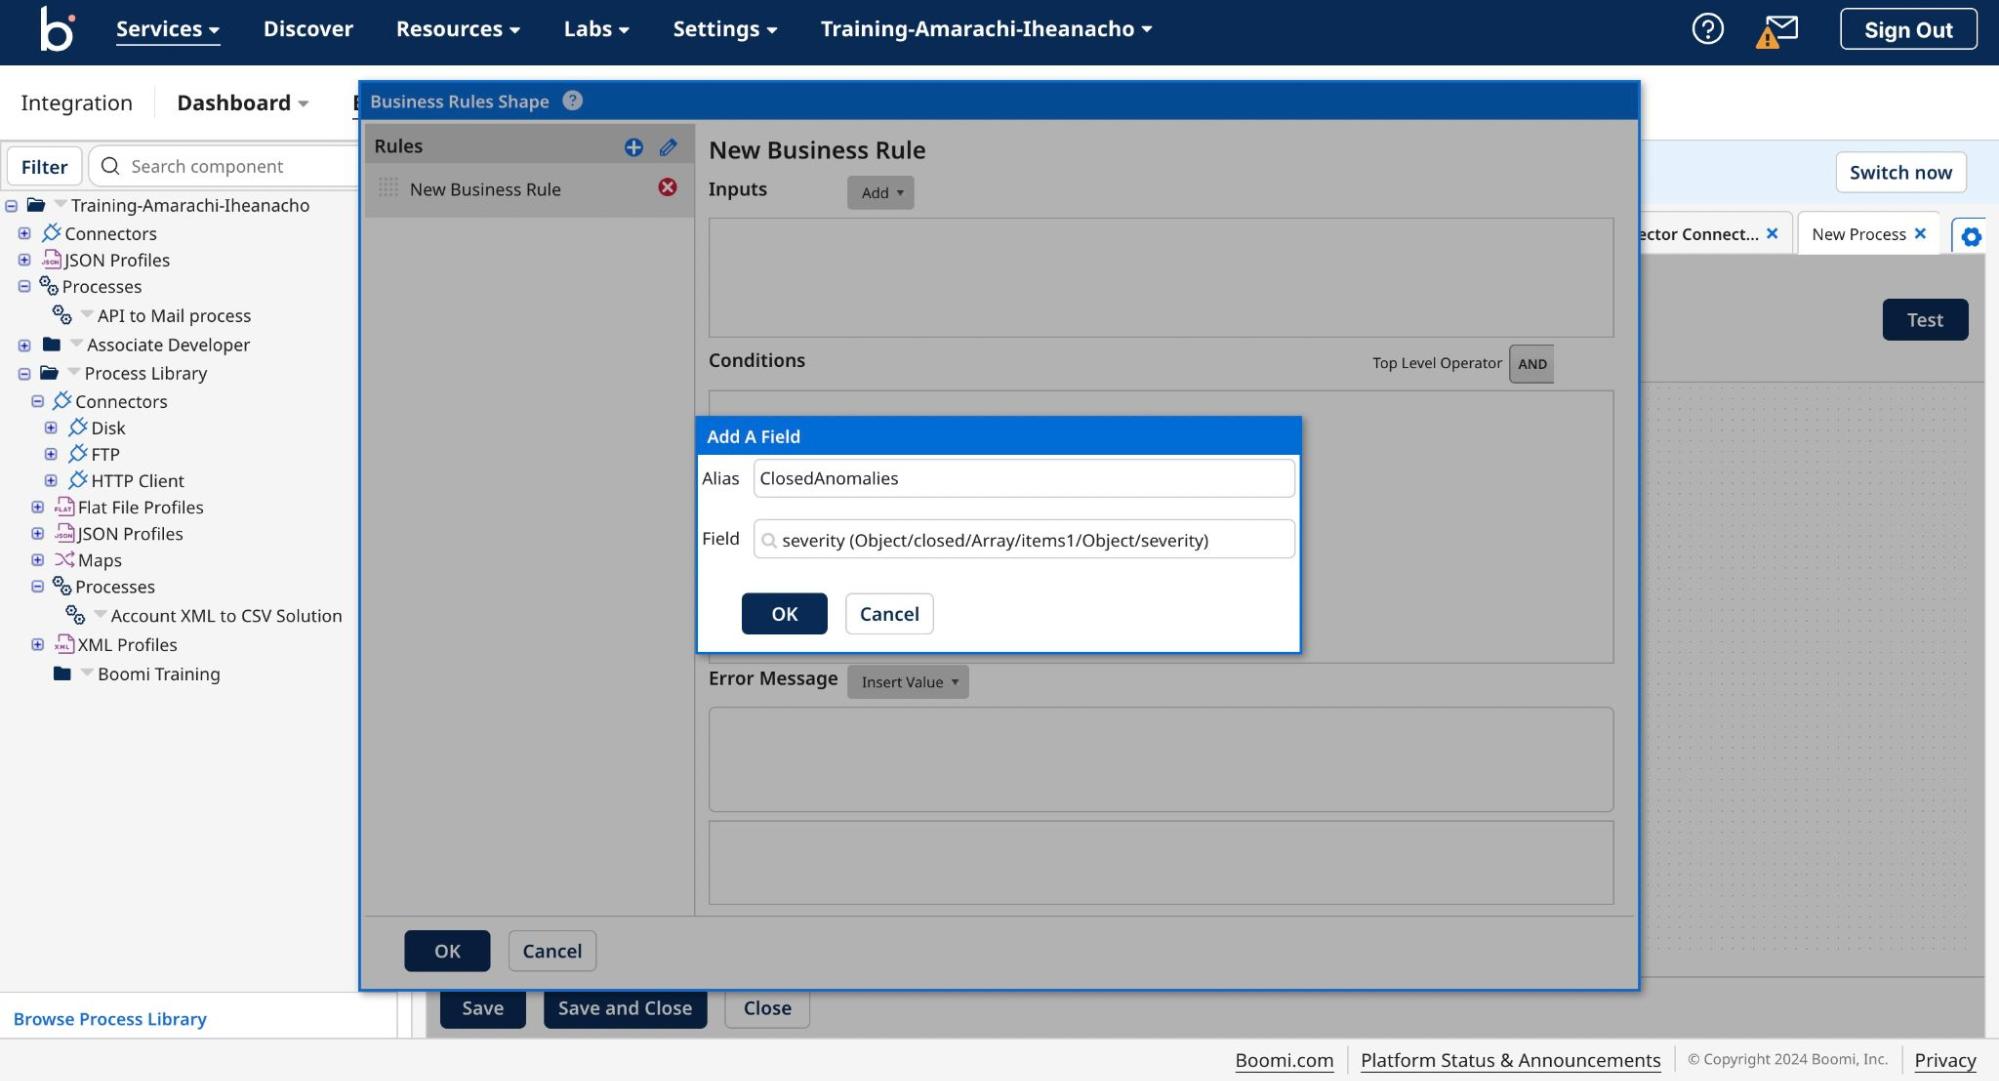 b Services Discover Resources Labs Settings Training-Amarachi-Iheanacho ? Sign Out
Integration Dashboard
Business Rules Shape ?
Filter Search component
Training-Amarachi-Iheanacho
Connectors
JSON Profiles
Processes
API to Mail process
Associate Developer
Process Library
Connectors
Disk
FTP
HTTP Client
Flat File Profiles
JSON Profiles
Maps
Processes
Account XML to CSV Solution
XML Profiles
Boomi Training
Browse Process Library
Rules
New Business Rule
New Business Rule
Inputs Add
Conditions Top Level Operator AND
Add A Field
Alias ClosedAnomalies
Field severity (Object/closed/Array/items1/Object/severity)
OK Cancel
Error Message Insert Value
OK Cancel
Save Save and Close Close
Switch now
ector Connect... New Process
Test
Boomi.com Platform Status & Announcements © Copyright 2024 Boomi, Inc. Privacy